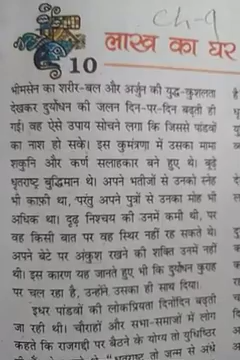 Ch-9
10
लाख का घर
भीमसेन का शरीर-बल और अर्जुन की युद्ध-कुशलता
देखकर दुर्योधन की जलन दिन-पर-दिन बढ़ती ही
गई। वह ऐसे उपाय सोचने लगा कि जिससे पांडवों
का नाश हो सके। इस कुमंत्रणा में उसका मामा
शकुनि और कर्ण सलाहकार बने हुए थे। बूढ़े
धृतराष्ट्र बुद्धिमान थे। अपने भतीजों से उनको स्नेह
भी काफ़ी था, परंतु अपने पुत्रों से उनका मोह भी
अधिक था। दृढ़ निश्चय की उनमें कमी थी, पर
वह किसी बात पर वह स्थिर नहीं रह सकते थे।
अपने बेटे पर अंकुश रखने की शक्ति उनमें नहीं
थी। इस कारण यह जानते हुए भी कि दुर्योधन कुराह
पर चल रहा है, उन्होंने उसका ही साथ दिया।
इधर पांडवों की लोकप्रियता दिनोंदिन बढ़ती
जा रही थी। चौराहों और सभा-समाजों में लोग
कहते कि राजगद्दी पर बैठने के योग्य तो युधिष्ठिर
"धृतराष्ट्र तो जन्म से अंधे